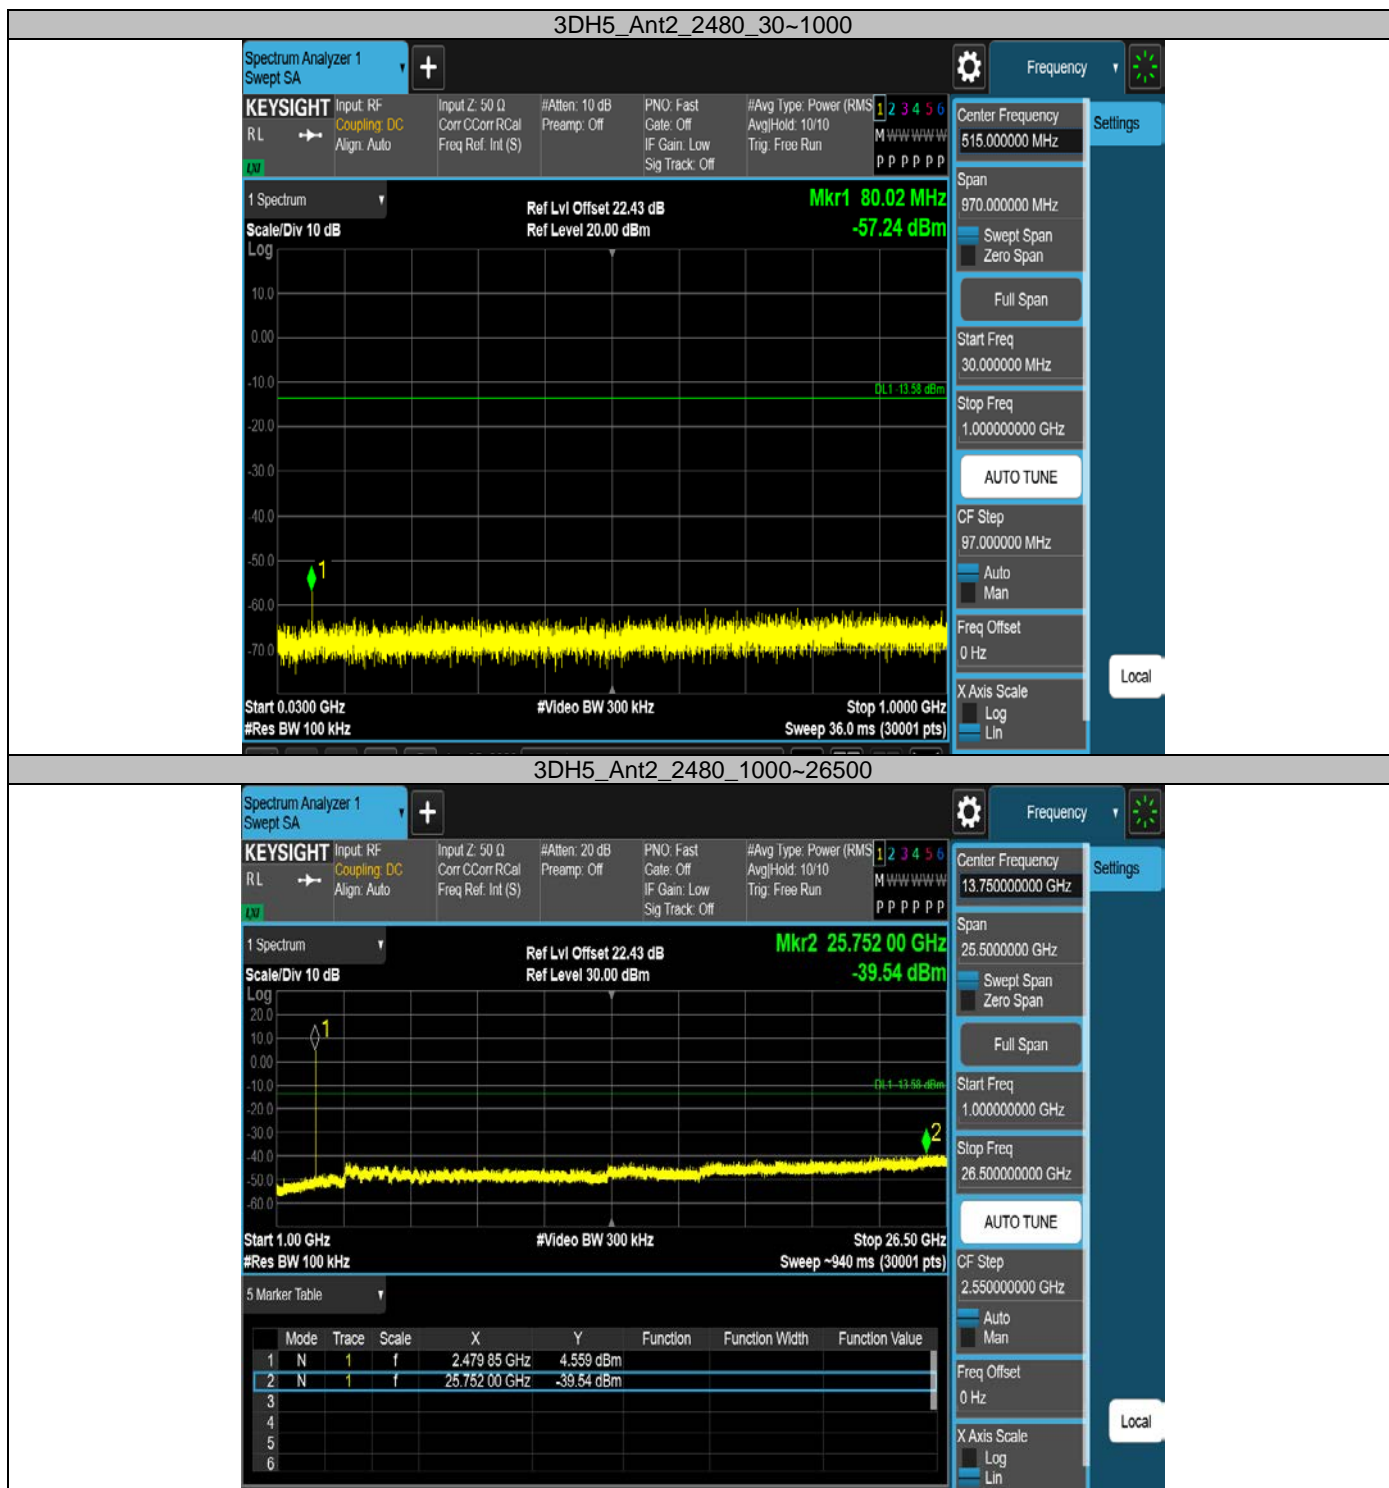 3DH5_Ant2_2480_30~1000
Spectrum Analyzer 1
Swept SA
+
Frequency
KEYSIGHT
RL
LXI
Input: RF
Coupling: DC
Align: Auto
Input Z: 50 Ω
Corr CCorr RCal
Freq Ref: Int (S)
#Atten: 10 dB
Preamp: Off
PNO: Fast
Gate: Off
IF Gain: Low
Sig Track: Off
#Avg Type: Power (RMS
Avg|Hold: 10/10
Trig: Free Run
1 2 3 4 5 6
M W W W W W
P P P P P P
1 Spectrum
Scale/Div 10 dB
Log
Ref Lvl Offset 22.43 dB
Ref Level 20.00 dBm
Mkr1 80.02 MHz
-57.24 dBm
10.0
0.00
-10.0
DL1 -13.58 dBm
-20.0
-30.0
-40.0
-50.0
1
-60.0
-70.0
Start 0.0300 GHz
#Res BW 100 kHz
#Video BW 300 kHz
Stop 1.0000 GHz
Sweep 36.0 ms (30001 pts)
Center Frequency
515.000000 MHz
Settings
Span
970.000000 MHz
Swept Span
Zero Span
Full Span
Start Freq
30.000000 MHz
Stop Freq
1.000000000 GHz
AUTO TUNE
CF Step
97.000000 MHz
Auto
Man
Freq Offset
0 Hz
X Axis Scale
Log
Lin
Local
3DH5_Ant2_2480_1000~26500
Spectrum Analyzer 1
Swept SA
+
Frequency
KEYSIGHT
RL
LXI
Input: RF
Coupling: DC
Align: Auto
Input Z: 50 Ω
Corr CCorr RCal
Freq Ref: Int (S)
#Atten: 20 dB
Preamp: Off
PNO: Fast
Gate: Off
IF Gain: Low
Sig Track: Off
#Avg Type: Power (RMS
Avg|Hold: 10/10
Trig: Free Run
1 2 3 4 5 6
M W W W W W
P P P P P P
1 Spectrum
Scale/Div 10 dB
Log
Ref Lvl Offset 22.43 dB
Ref Level 30.00 dBm
Mkr2 25.752 00 GHz
-39.54 dBm
20.0
10.0
1
0.00
-10.0
DL1 -13.58 dBm
-20.0
-30.0
2
-40.0
-50.0
-60.0
Start 1.00 GHz
#Res BW 100 kHz
#Video BW 300 kHz
Stop 26.50 GHz
Sweep ~940 ms (30001 pts)
5 Marker Table
Mode Trace Scale X Y Function Function Width Function Value
1 N 1 f 2.479 85 GHz 4.559 dBm
2 N 1 f 25.752 00 GHz -39.54 dBm
3
4
5
6
Center Frequency
13.750000000 GHz
Settings
Span
25.5000000 GHz
Swept Span
Zero Span
Full Span
Start Freq
1.000000000 GHz
Stop Freq
26.500000000 GHz
AUTO TUNE
CF Step
2.550000000 GHz
Auto
Man
Freq Offset
0 Hz
X Axis Scale
Log
Lin
Local